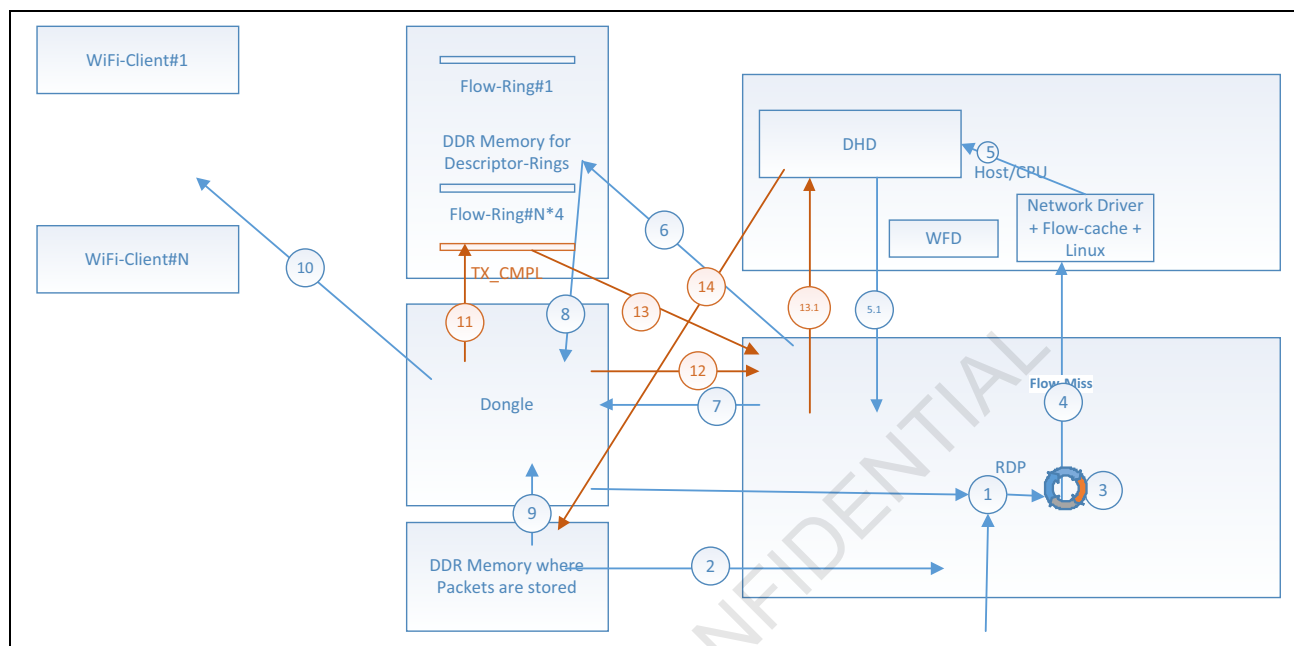 WiFi-Client#1
WiFi-Client#N
10
Flow-Ring#1
DDR Memory for
Descriptor-Rings
Flow-Ring#N*4
TX_CMPL
11
8
13
6
14
12
7
Dongle
9
DDR Memory where
Packets are stored
2
DHD
5
Host/CPU
Network Driver
+ Flow-cache +
Linux
WFD
13.1
5.1
Flow-Miss
4
RDP
1
3
NFIDENTIAL